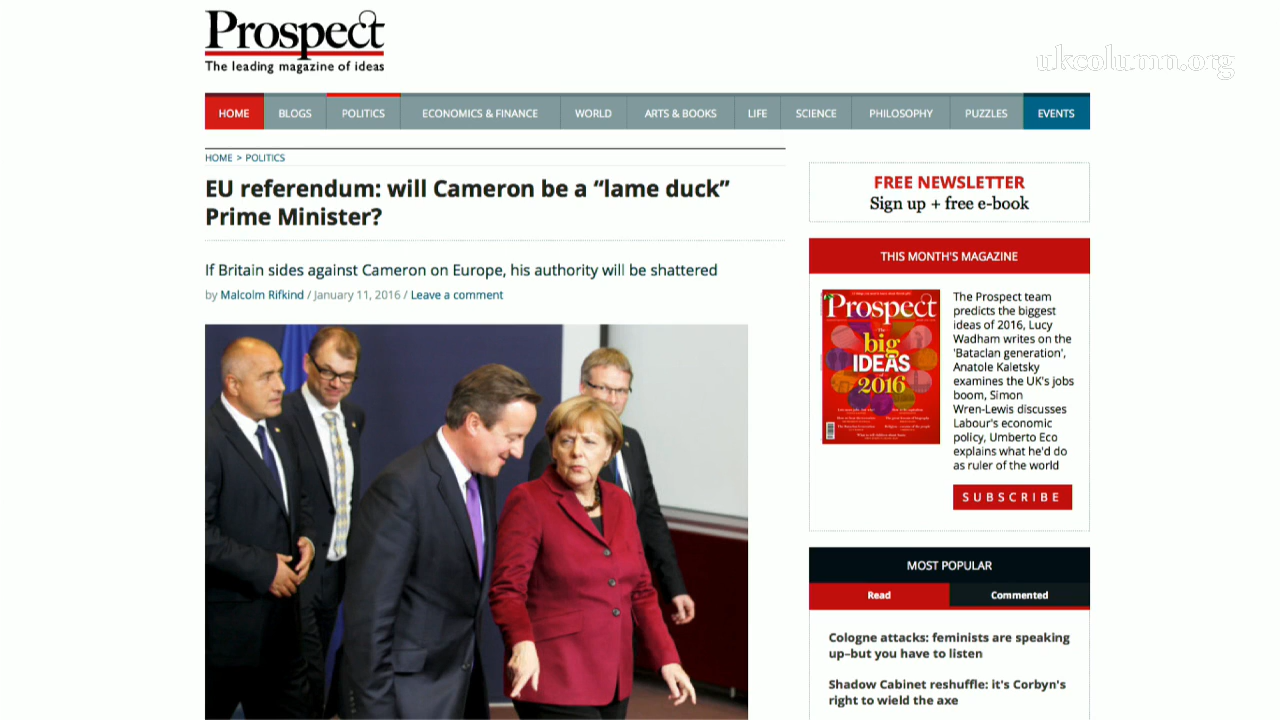 Prospect
The leading magazine of ideas
ukcolumn.org
HOME BLOGS POLITICS ECONOMICS & FINANCE WORLD ARTS & BOOKS LIFE SCIENCE PHILOSOPHY PUZZLES EVENTS
HOME > POLITICS
EU referendum: will Cameron be a “lame duck”
Prime Minister?
If Britain sides against Cameron on Europe, his authority will be shattered
by Malcolm Rifkind / January 11, 2016 / Leave a comment
FREE NEWSLETTER
Sign up + free e-book
THIS MONTH'S MAGAZINE
Prospect
The
big
IDEAS
2016
The Prospect team
predicts the biggest
ideas of 2016, Lucy
Wadham writes on the
'Bataclan generation',
Anatole Kaletsky
examines the UK's jobs
boom, Simon
Wren-Lewis discusses
Labour's economic
policy, Umberto Eco
explains what he'd do
as ruler of the world
SUBSCRIBE
MOST POPULAR
Read Commented
Cologne attacks: feminists are speaking
up–but you have to listen
Shadow Cabinet reshuffle: it's Corbyn's
right to wield the axe